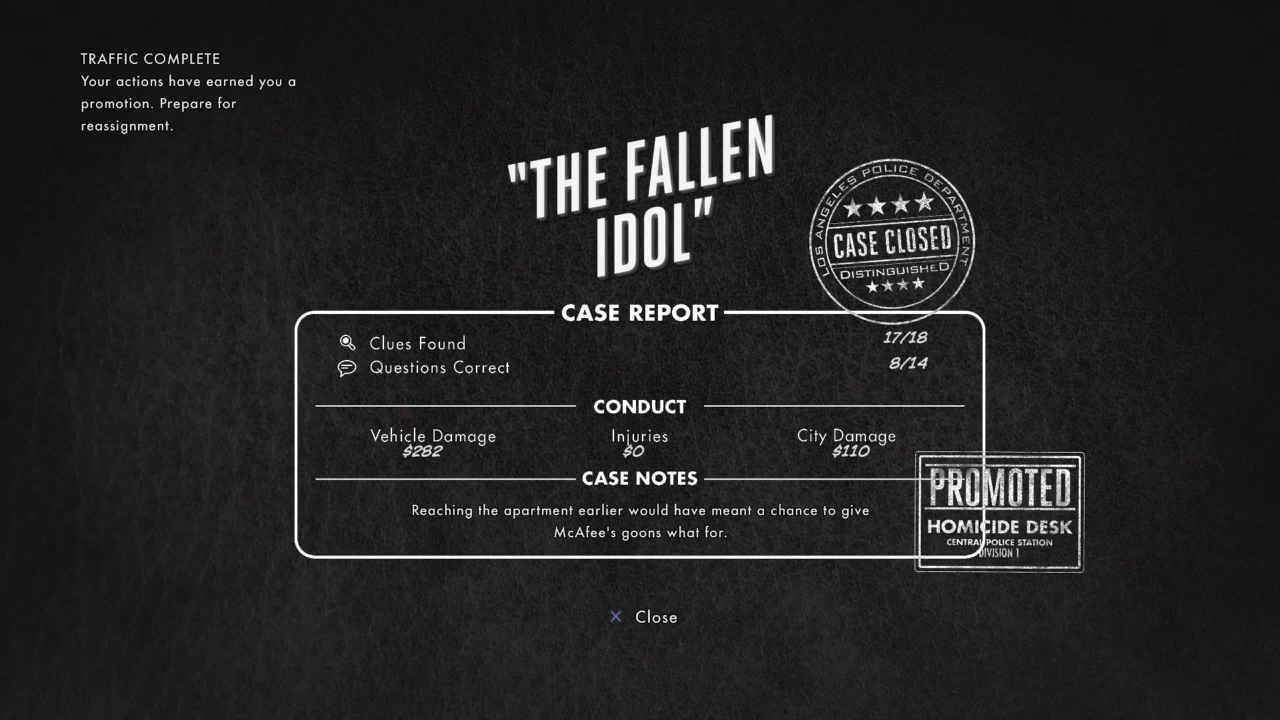 TRAFFIC COMPLETE
Your actions have earned you a
promotion. Prepare for
reassignment.
"THE FALLEN
IDOL"
LOS ANGELES POLICE DEPARTMENT
CASE CLOSED
DISTINGUISHED
CASE REPORT
Clues Found 17/18
Questions Correct 8/14
CONDUCT
Vehicle Damage Injuries City Damage
$282 $0 $110
CASE NOTES
Reaching the apartment earlier would have meant a chance to give
McAfee's goons what for.
PROMOTED
HOMICIDE DESK
CENTRAL POLICE STATION
DIVISION 1
Close